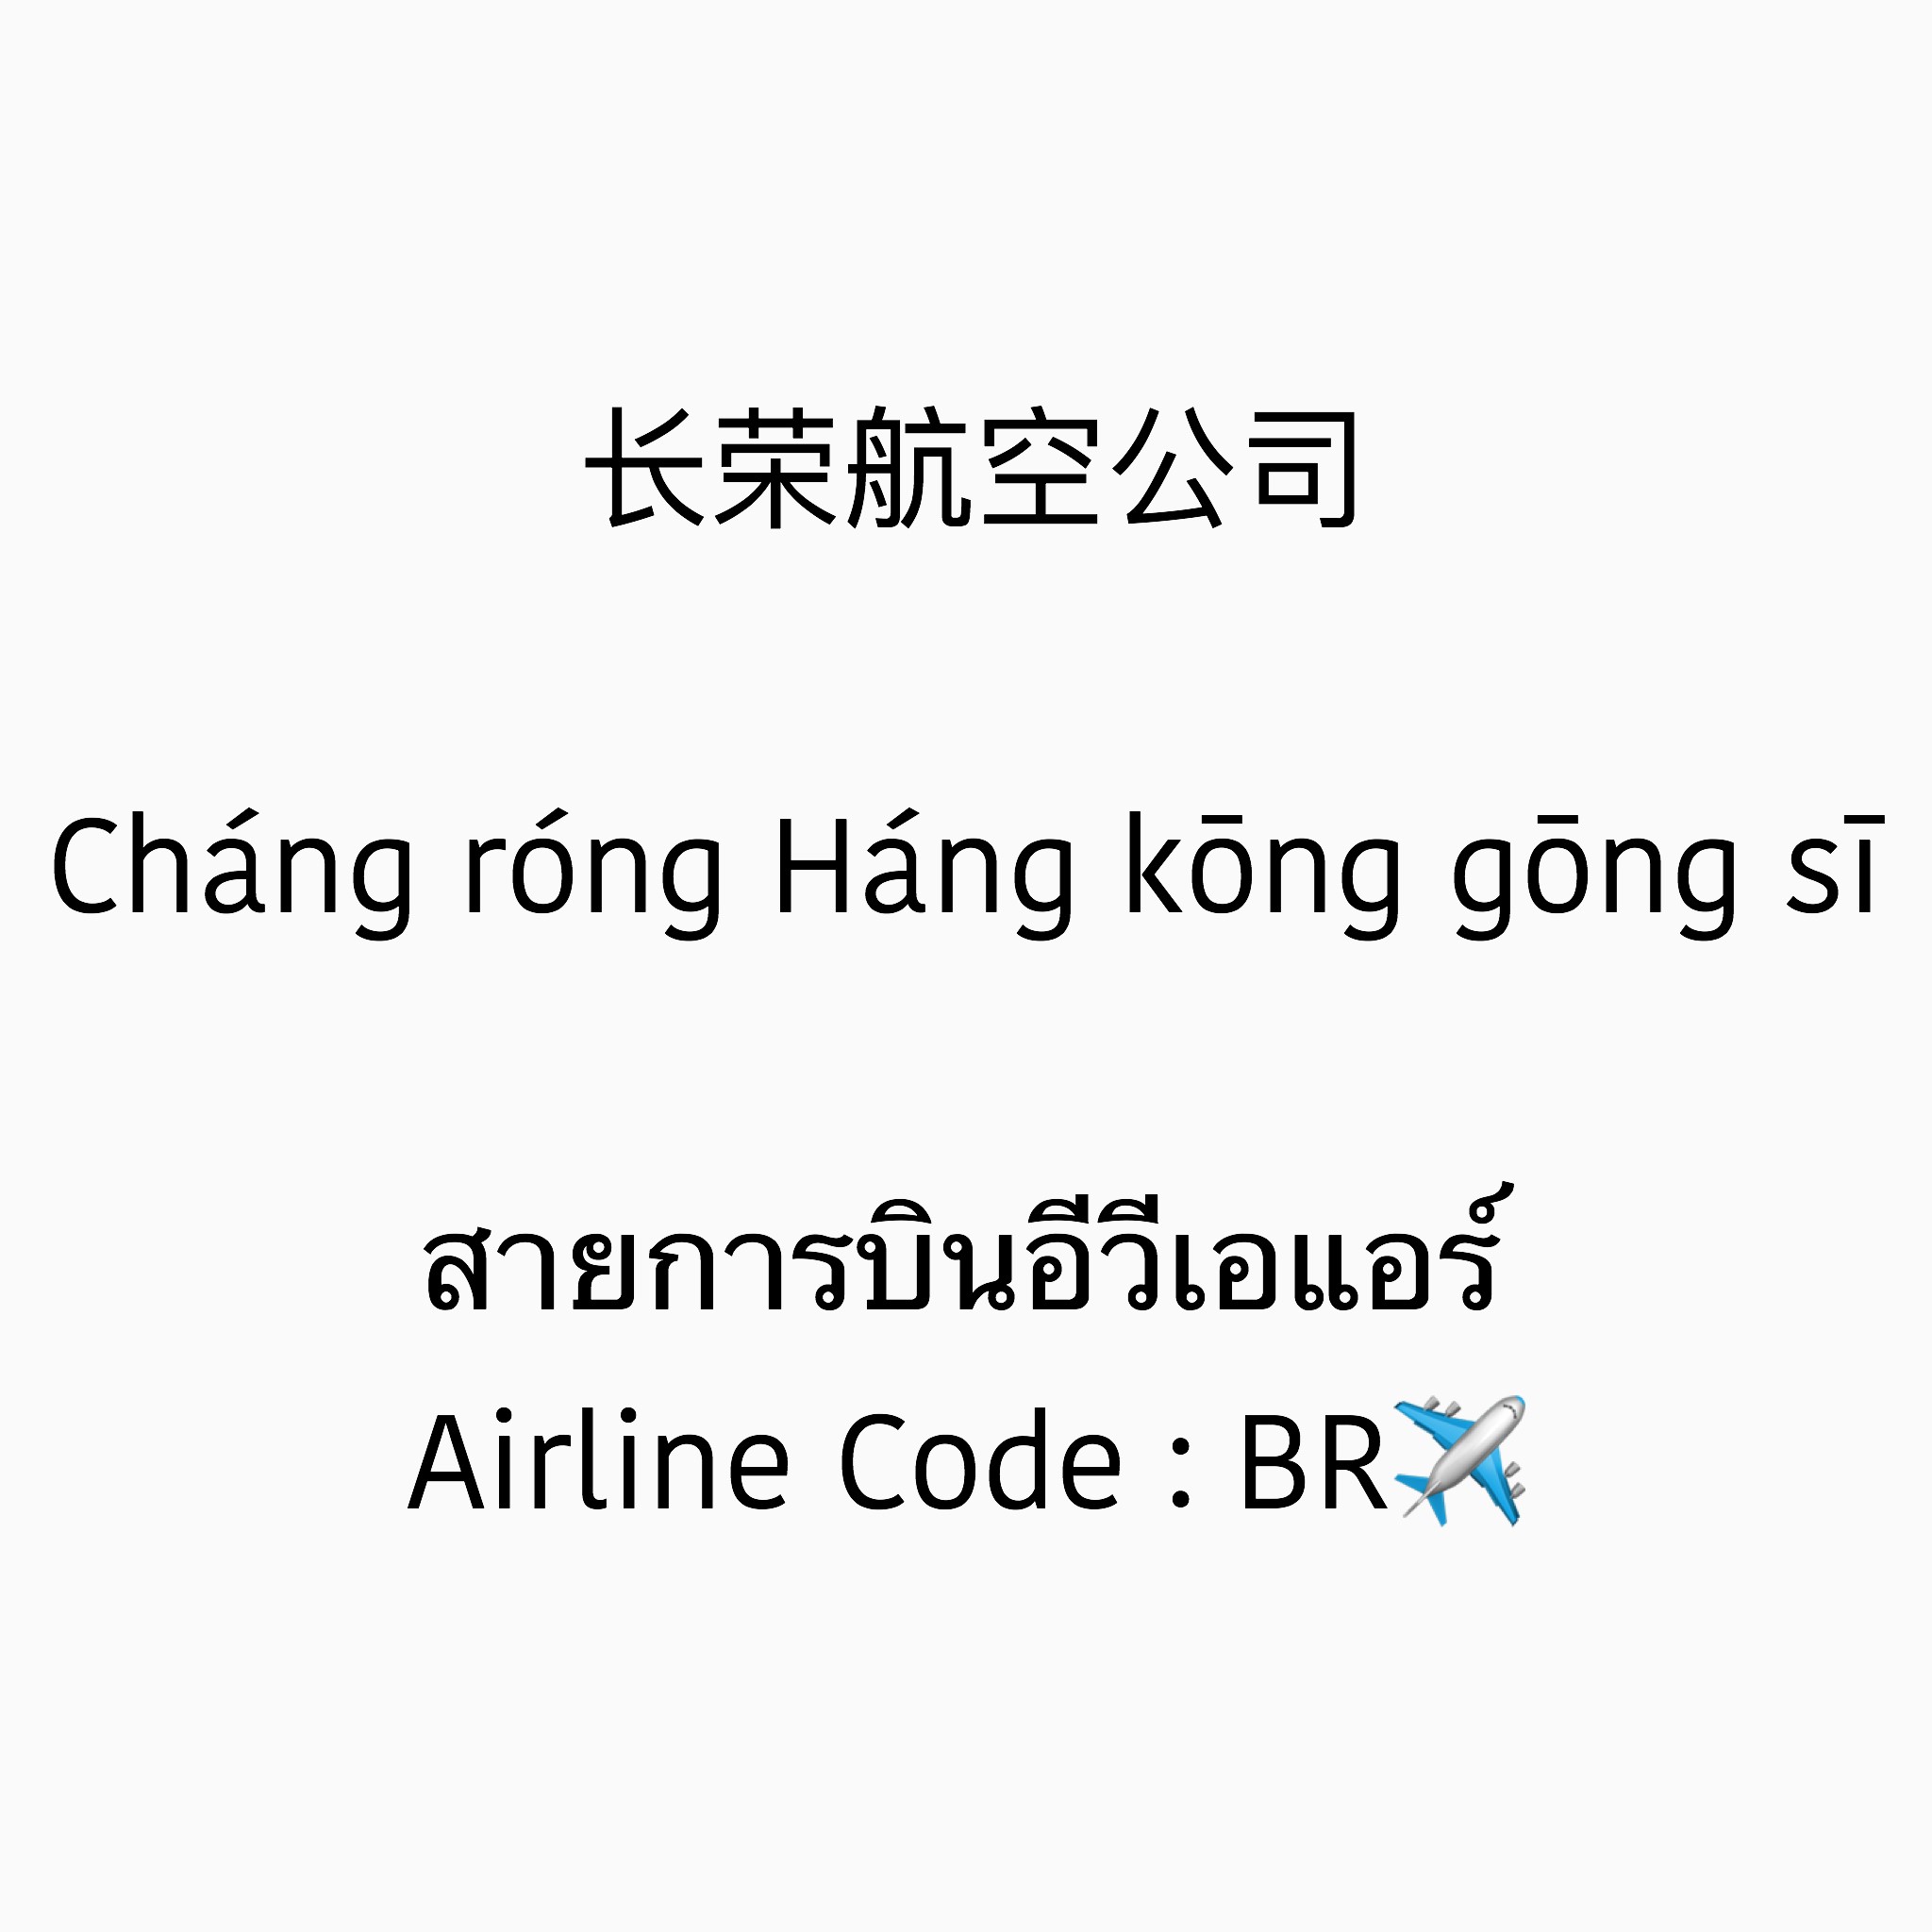 长荣航空公司
Cháng róng Háng kōng gōng sī
สายการบินอีวีเอแอร์
Airline Code : BR✈️